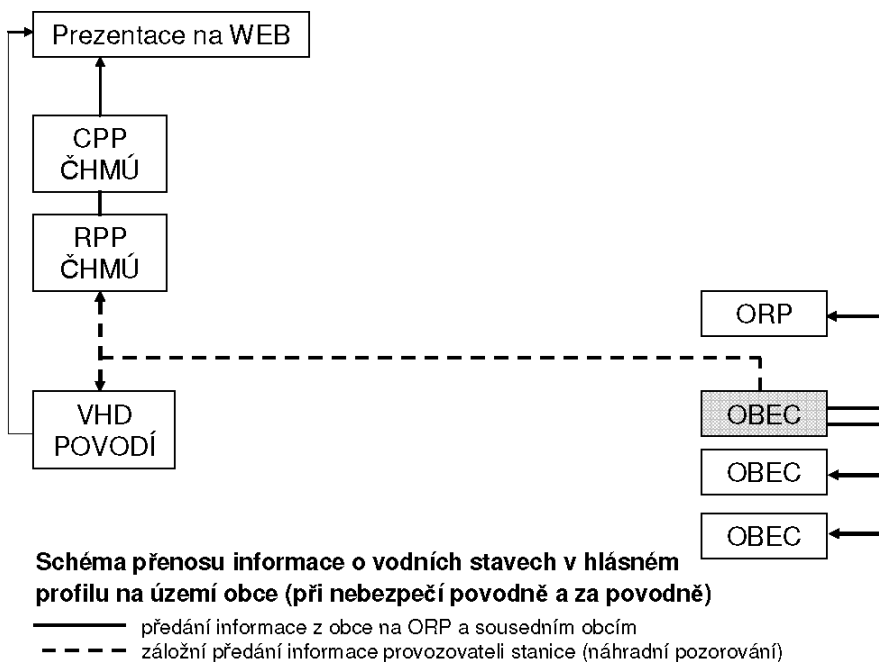 Prezentace na WEB
CPP
ČHMÚ
RPP
ČHMÚ
ORP
VHD
POVODÍ
OBEC
OBEC
OBEC
Schéma přenosu informace o vodních stavech v hlásném
profilu na území obce (při nebezpečí povodně a za povodně)
předání informace z obce na ORP a sousedním obcím
záložní předání informace provozovateli stanice (náhradní pozorování)